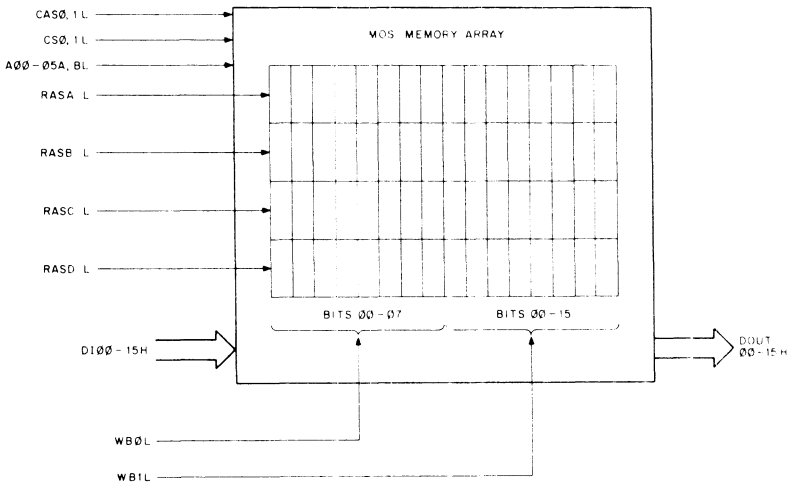 CASØ, 1 L
CSØ, 1 L
AØØ-Ø5A, BL
RASA L
RASB L
RASC L
RASD L
MOS MEMORY ARRAY
BITS ØØ-Ø7
BITS ØØ-15
DIØØ-15H
DOUT
ØØ-15H
WBØL
WB1L